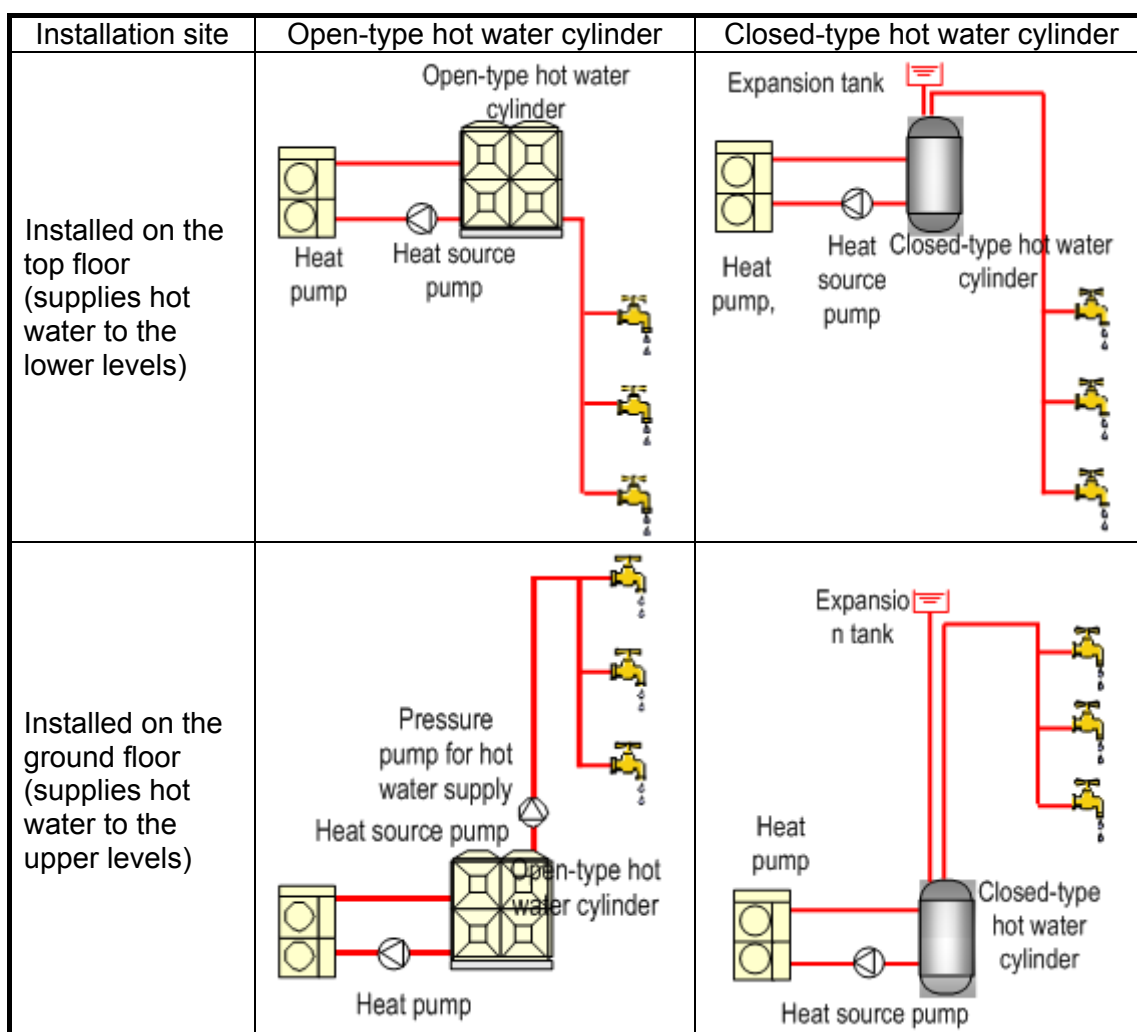 Installation site
Open-type hot water cylinder
Closed-type hot water cylinder
Installed on the
top floor
(supplies hot
water to the
lower levels)
Open-type hot water
cylinder
Heat
pump
Heat source
pump
Expansion tank
Heat
pump,
Heat
source
pump
Closed-type hot water
cylinder
Installed on the
ground floor
(supplies hot
water to the
upper levels)
Pressure
pump for hot
water supply
Heat source pump
Open-type hot
water cylinder
Heat pump
Expansio
n tank
Heat
pump
Closed-type
hot water
cylinder
Heat source pump